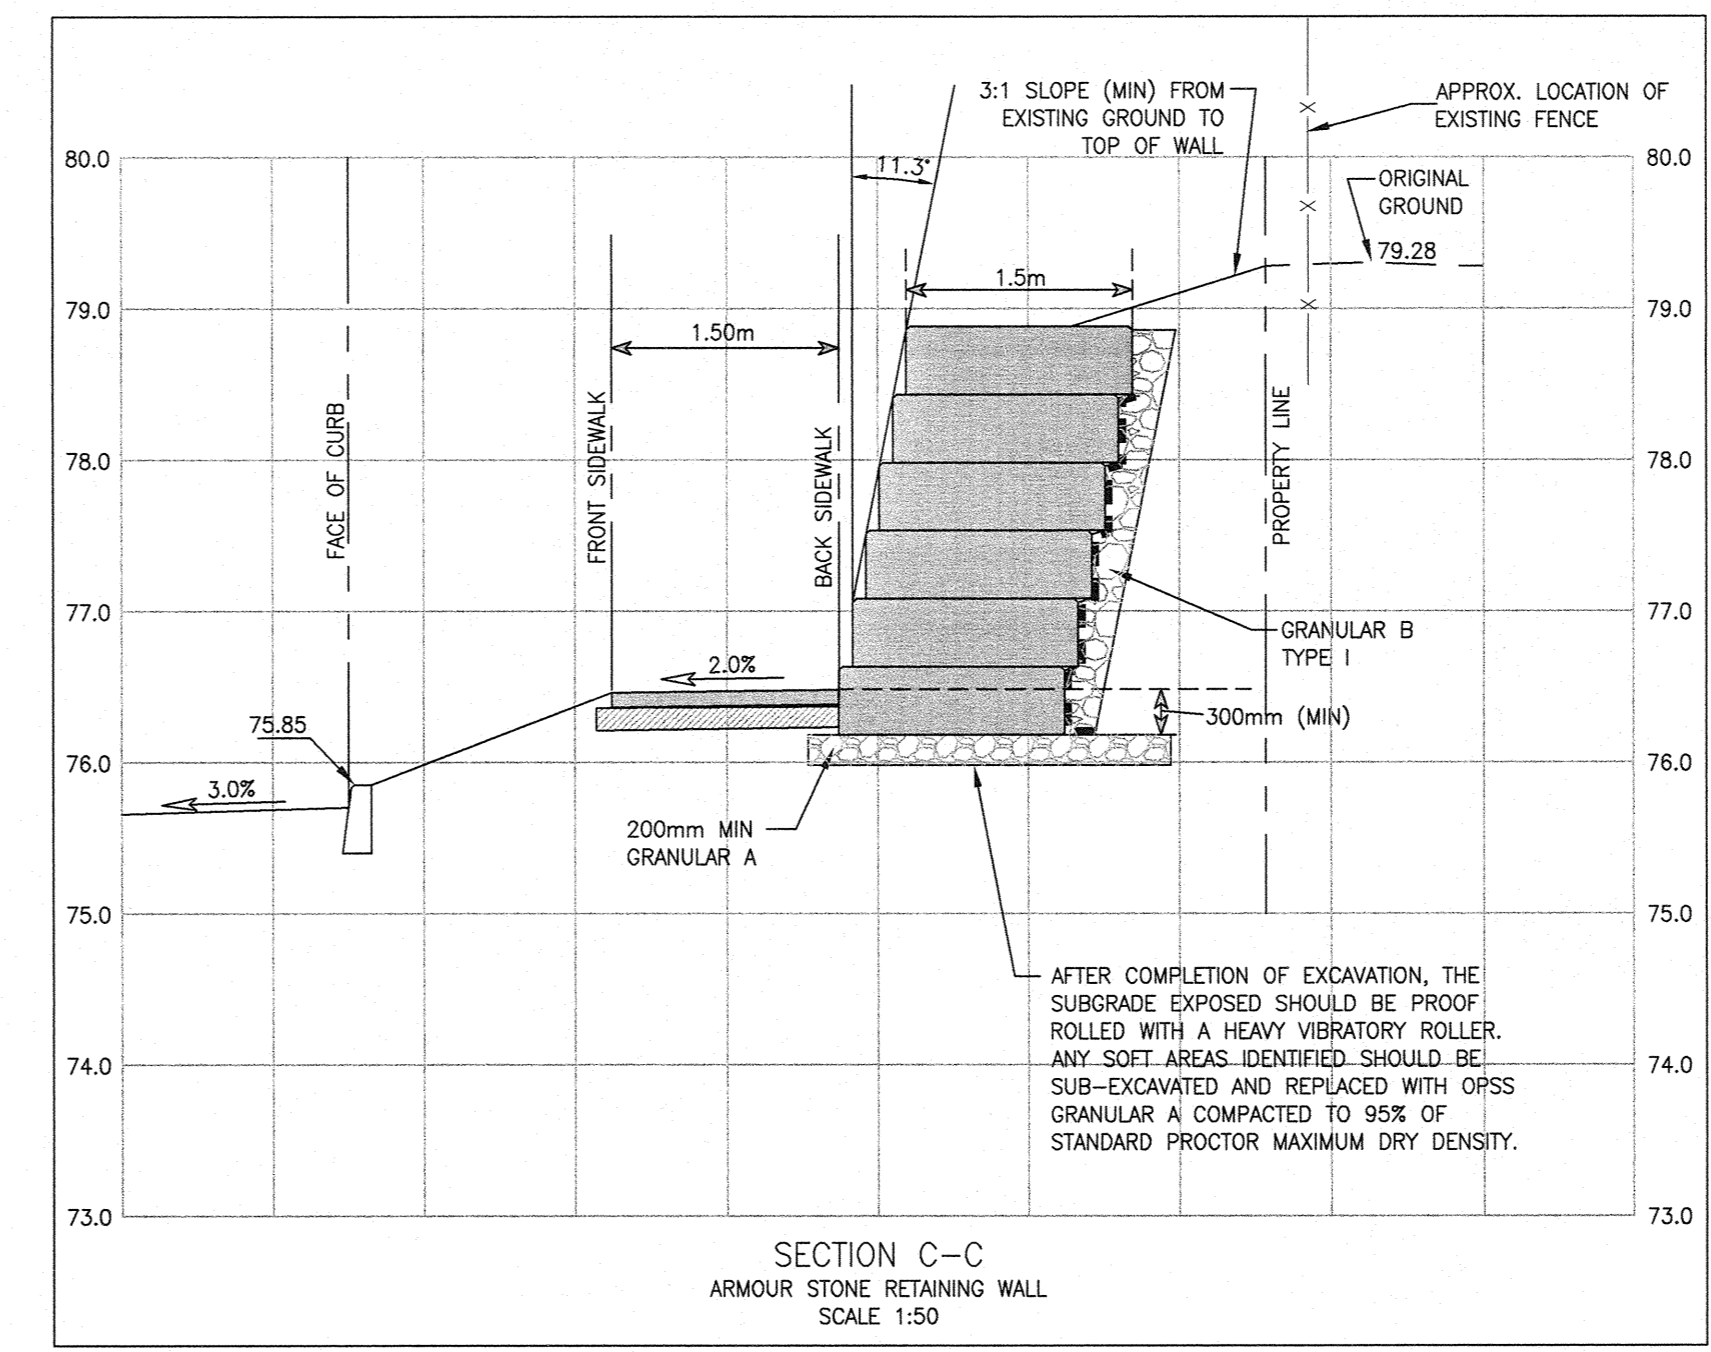 3:1 SLOPE (MIN) FROM
EXISTING GROUND TO
TOP OF WALL
APPROX. LOCATION OF
EXISTING FENCE
80.0
11.3°
80.0
ORIGINAL
GROUND
79.28
1.5m
79.0
79.0
1.50m
FACE OF CURB
FRONT SIDEWALK
BACK SIDEWALK
PROPERTY LINE
78.0
78.0
77.0
77.0
GRANULAR B
TYPE I
2.0%
300mm (MIN)
75.85
76.0
76.0
3.0%
200mm MIN
GRANULAR A
75.0
75.0
AFTER COMPLETION OF EXCAVATION, THE
SUBGRADE EXPOSED SHOULD BE PROOF
ROLLED WITH A HEAVY VIBRATORY ROLLER.
ANY SOFT AREAS IDENTIFIED SHOULD BE
SUB-EXCAVATED AND REPLACED WITH OPSS
GRANULAR A COMPACTED TO 95% OF
STANDARD PROCTOR MAXIMUM DRY DENSITY.
74.0
74.0
73.0
73.0
SECTION C-C
ARMOUR STONE RETAINING WALL
SCALE 1:50